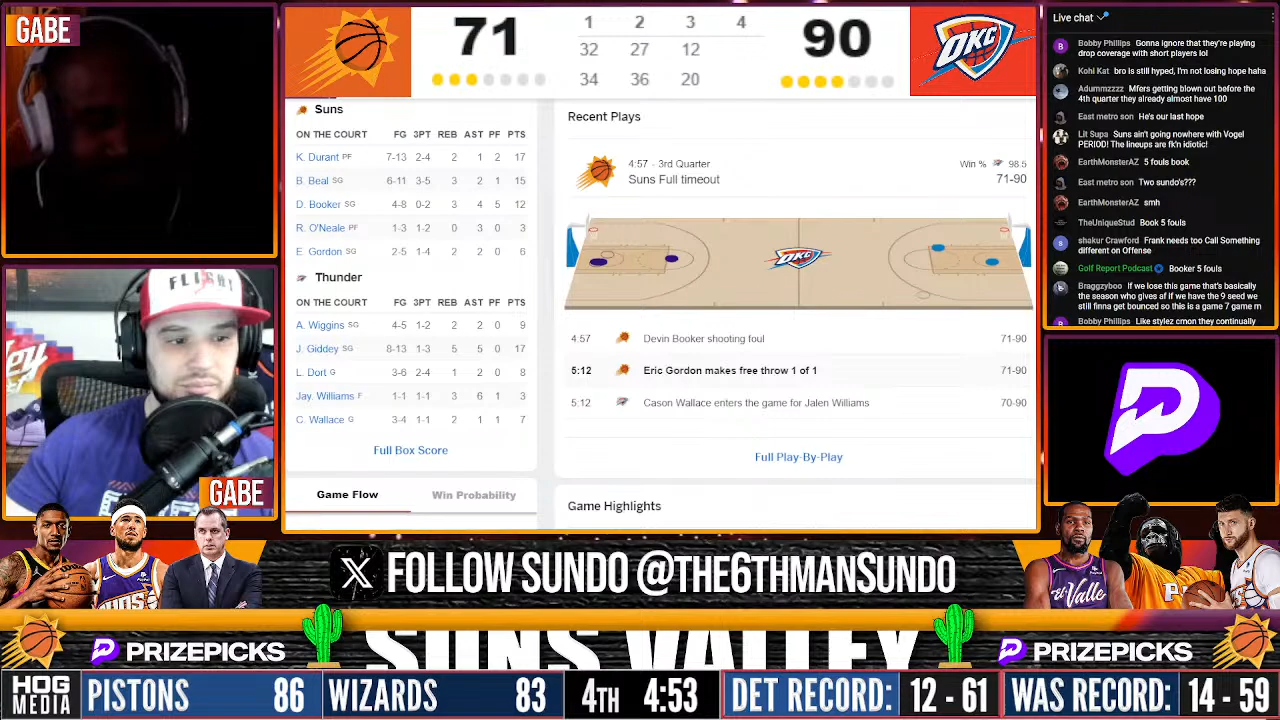 GABE
71
1 2 3 4
32 27 12
34 36 20
90
OKC
Suns
ON THE COURT FG 3PT REB AST PF PTS
K. Durant PF 7-13 2-4 2 1 2 17
B. Beal SG 6-11 3-5 3 2 1 15
D. Booker SG 4-8 0-2 3 4 5 12
R. O'Neale PF 1-3 1-2 0 3 0 3
E. Gordon SG 2-5 1-4 2 2 0 6
Thunder
ON THE COURT FG 3PT REB AST PF PTS
A. Wiggins SG 4-5 1-2 2 2 0 9
J. Giddey SG 8-13 1-3 5 5 0 17
L. Dort G 3-6 2-4 1 2 0 8
Jay. Williams F 1-1 1-1 3 6 1 3
C. Wallace G 3-4 1-1 2 1 1 7
Full Box Score
Game Flow Win Probability
Recent Plays
4:57 - 3rd Quarter
Suns Full timeout
Win % 98.5
71-90
OKC
4:57 Devin Booker shooting foul 71-90
5:12 Eric Gordon makes free throw 1 of 1 71-90
5:12 Cason Wallace enters the game for Jalen Williams 70-90
Full Play-By-Play
Game Highlights
Live chat
Bobby Phillips Gonna ignore that they're playing
drop coverage with short players lol
Kohi Kat bro is still hyped, I'm not losing hope haha
Adummzzzz Mfers getting blown out before the
4th quarter they already almost have 100
East metro son He's our last hope
Lit Supa Suns ain't going nowhere with Vogel
PERIOD! The lineups are fk'n idiotic!
EarthMonsterAZ 5 fouls book
East metro son Two sundo's???
EarthMonsterAZ smh
TheUniqueStud Book 5 fouls
shakur Crawford Frank needs too Call Something
different on Offense
Golf Report Podcast Booker 5 fouls
Braggzyboo If we lose this game that's basically
the season who gives af if we have the 9 seed we
still finna get bounced so this is a game 7 game m
Bobby Phillips Like stylez cmon they continually
FLIGHT
GABE
X FOLLOW SUNDO @THE6THMANSUNDO
SUNS
Valle
PRIZEPICKS
SUNS VALLEY
PRIZEPICKS
HOG
MEDIA
PISTONS 86 WIZARDS 83 4TH 4:53 DET RECORD: 12 - 61 WAS RECORD: 14 - 59